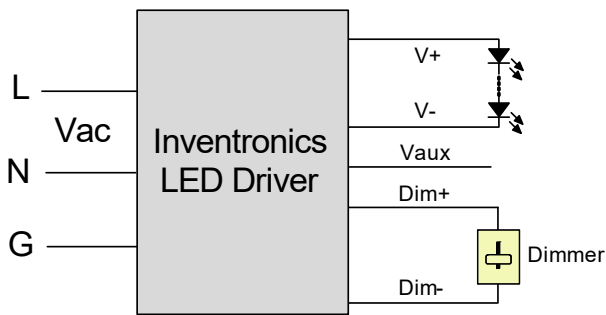 L
Vac
N
G
Inventronics
LED Driver
V+
V-
Vaux
Dim+
Dimmer
Dim-